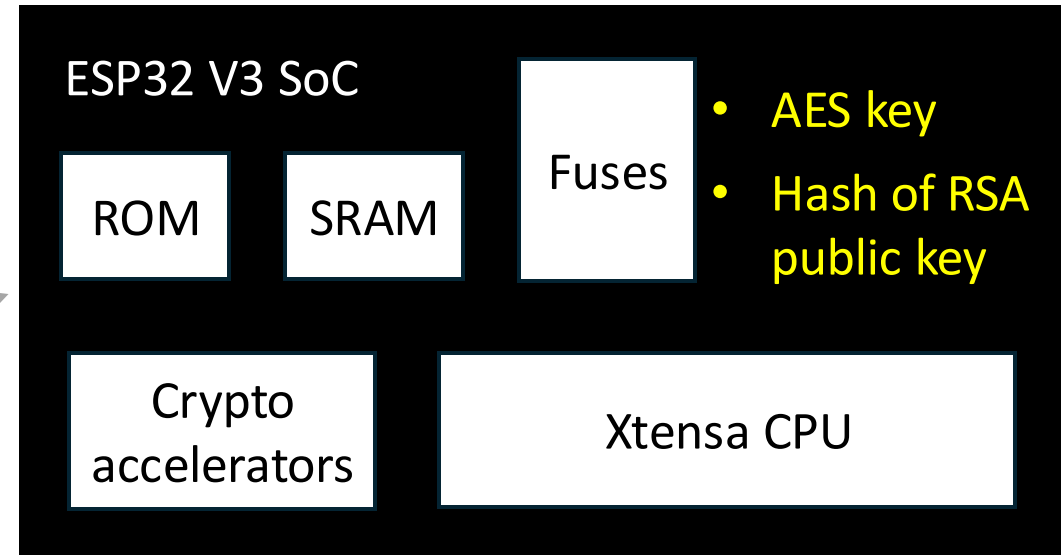 ESP32 V3 SoC
ROM
SRAM
Fuses
• AES key
• Hash of RSA
public key
Crypto
accelerators
Xtensa CPU